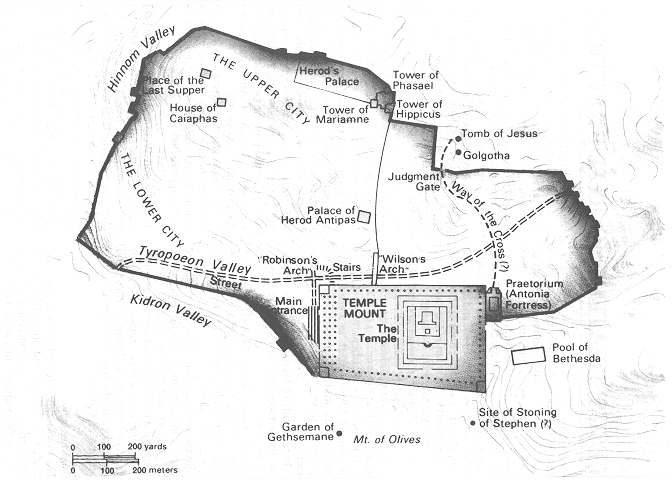 Hinnom Valley
THE UPPER CITY
Herod's
Palace
Tower of
Phasael
Place of the
Last Supper
House of
Caiaphas
Tower of
Mariamne
Tower of
Hippicus
Tomb of Jesus
Golgotha
THE LOWER CITY
Judgment
Gate
Way of the Cross (?)
Palace of
Herod Antipas
Tyropoeon Valley
Street
"Robinson's
Arch"
Stairs
"Wilson's
Arch"
Kidron Valley
Main
Entrance
TEMPLE
MOUNT
The
Temple
Praetorium
(Antonia
Fortress)
Pool of
Bethesda
Garden of
Gethsemane
Mt. of Olives
Site of Stoning
of Stephen (?)
0 100 200 yards
0 100 200 meters